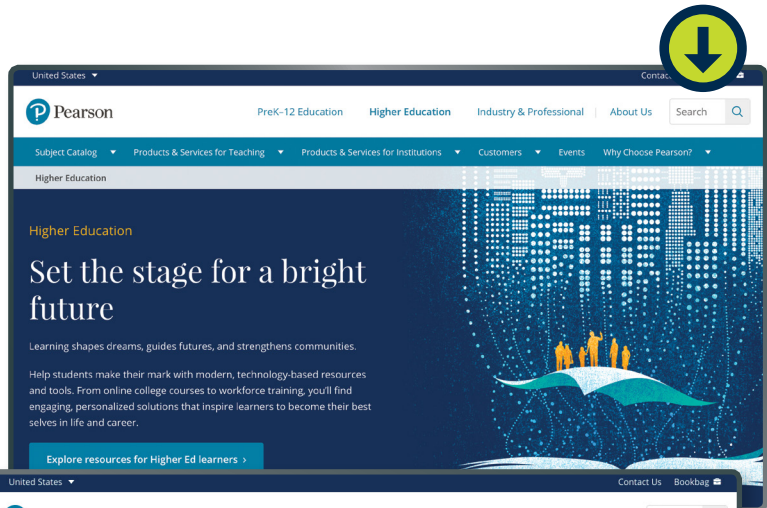 United States
Pearson
PreK–12 Education Higher Education Industry & Professional About Us Search
Subject Catalog Products & Services for Teaching Products & Services for Institutions Customers Events Why Choose Pearson?
Higher Education
Higher Education
Set the stage for a bright
future
Learning shapes dreams, guides futures, and strengthens communities.
Help students make their mark with modern, technology-based resources
and tools. From online college courses to workforce training, you'll find
engaging, personalized solutions that inspire learners to become their best
selves in life and career.
Explore resources for Higher Ed learners ›
United States Contact Us Bookbag